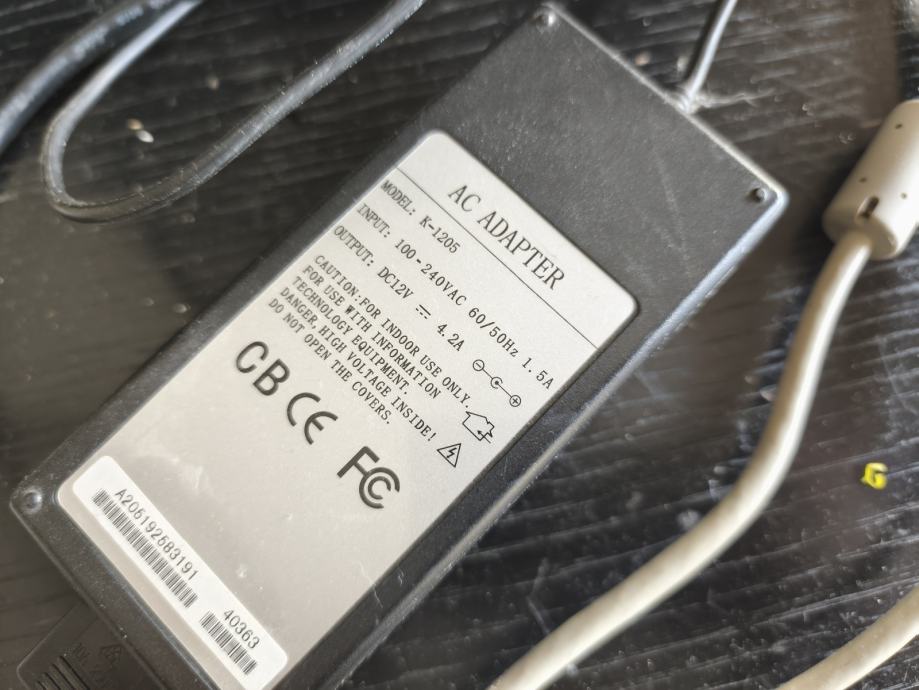 AC ADAPTER
MODEL: K-1205
INPUT: 100-240VAC 60/50Hz 1.5A
OUTPUT: DC12V ⎓ 4.2A
CAUTION:FOR INDOOR USE ONLY.
FOR USE WITH INFORMATION
TECHNOLOGY EQUIPMENT.
DANGER,HIGH VOLTAGE INSIDE!
DO NOT OPEN THE COVERS.
CB CE FC
A205192583191 40363